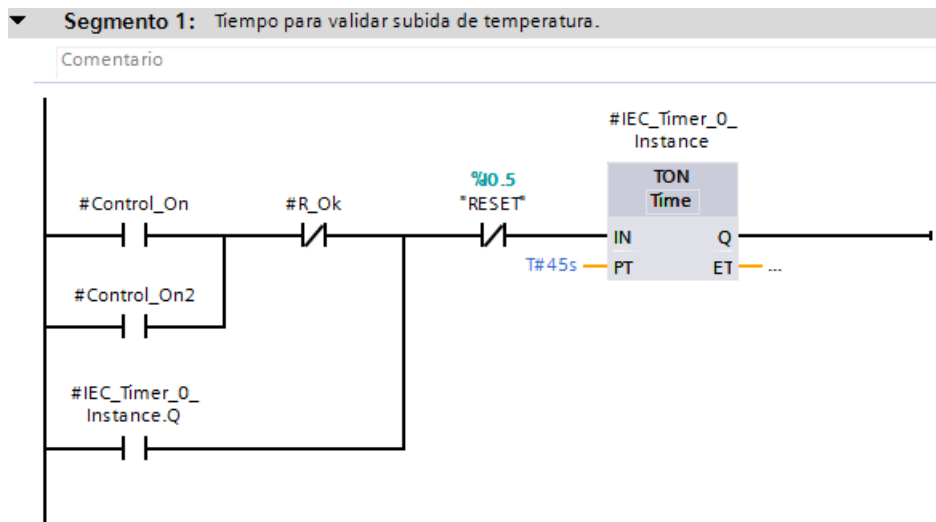 Segmento 1: Tiempo para validar subida de temperatura.
Comentario
#IEC_Timer_0_
Instance
%I0.5
TON
#Control_On
#R_Ok
"RESET"
Time
IN
Q
T#45s
PT
ET
...
#Control_On2
#IEC_Timer_0_
Instance.Q